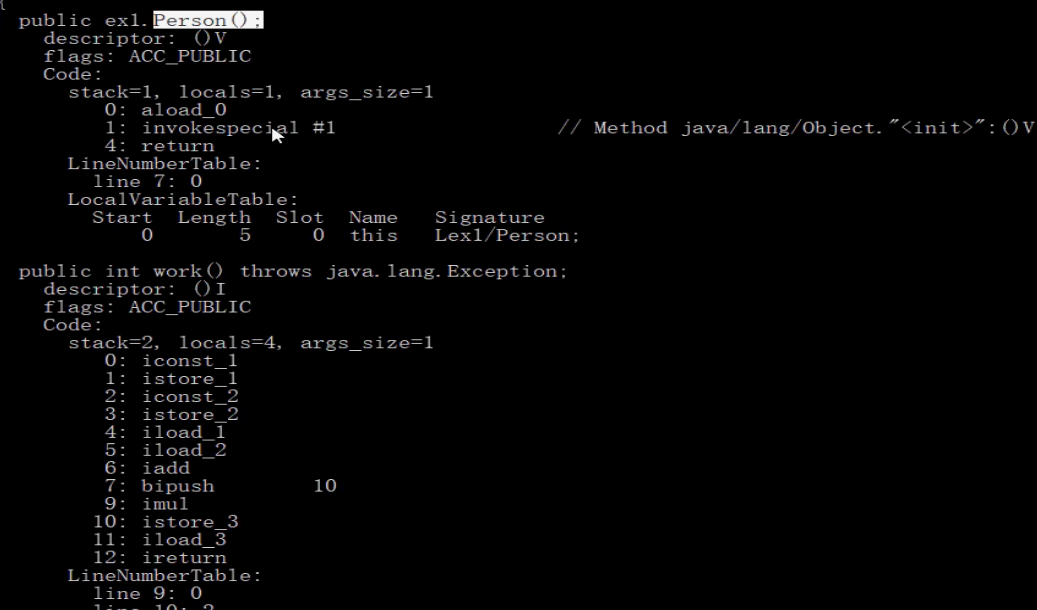 {
public ex1.Person();
descriptor: ()V
flags: ACC_PUBLIC
Code:
stack=1, locals=1, args_size=1
0: aload_0
1: invokespecial #1 // Method java/lang/Object."<init>":()V
4: return
LineNumberTable:
line 7: 0
LocalVariableTable:
Start Length Slot Name Signature
0 5 0 this Lex1/Person;
public int work() throws java.lang.Exception;
descriptor: ()I
flags: ACC_PUBLIC
Code:
stack=2, locals=4, args_size=1
0: iconst_1
1: istore_1
2: iconst_2
3: istore_2
4: iload_1
5: iload_2
6: iadd
7: bipush 10
9: imul
10: istore_3
11: iload_3
12: ireturn
LineNumberTable:
line 9: 0
line 10: 2